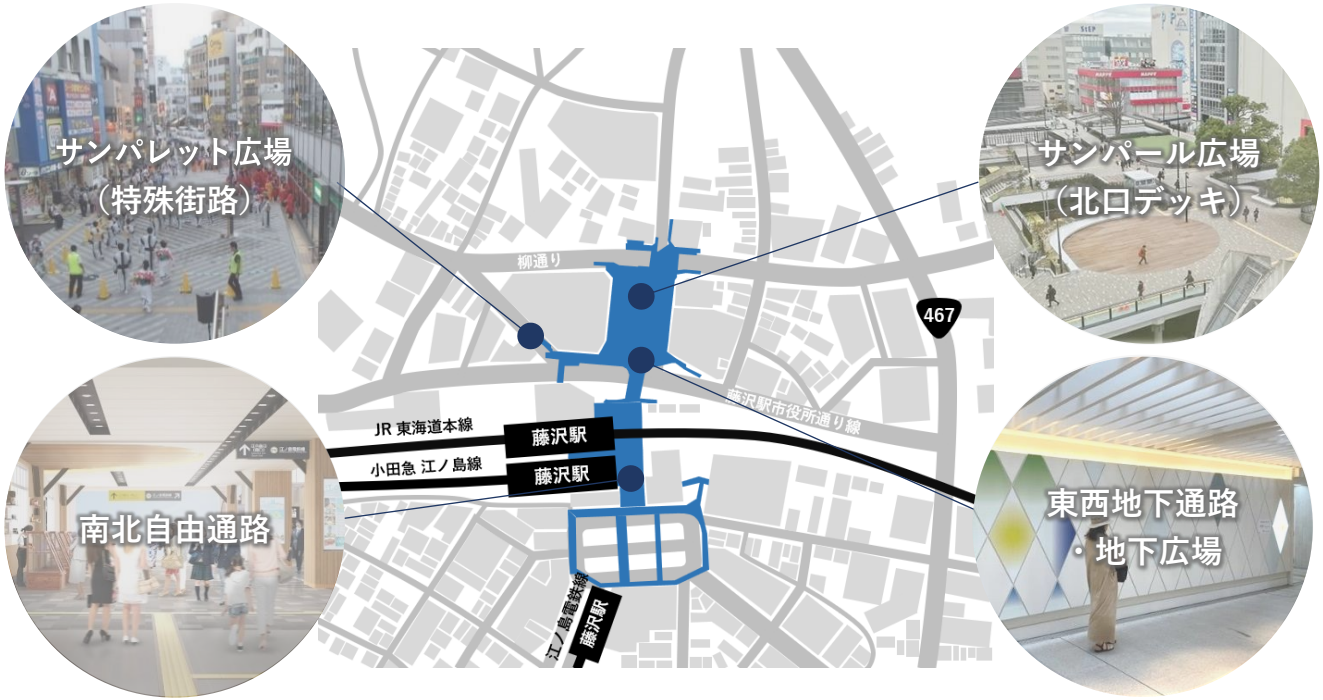 サンパレット広場
（特殊街路）
サンパール広場
（北口デッキ）
柳通り
467
藤沢駅市役所通り線
JR 東海道本線
藤沢駅
小田急 江ノ島線
藤沢駅
南北自由通路
東西地下通路
・地下広場
江ノ島電鉄線
藤沢駅